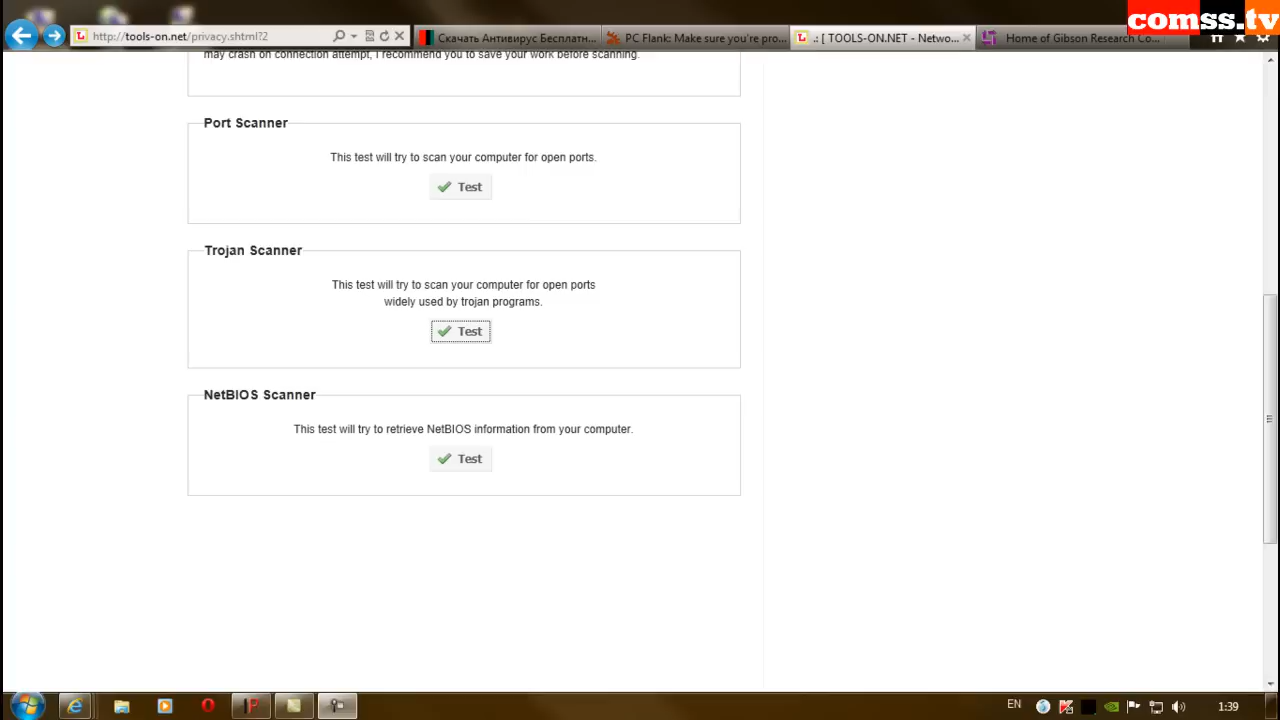 comss.tv
http://tools-on.net/privacy.shtml?2
Скачать Антивирус Бесплатн...
PC Flank: Make sure you're pro...
.: [ TOOLS-ON.NET - Netwo...
Home of Gibson Research Co...
may crash on connection attempt, I recommend you to save your work before scanning.
Port Scanner
This test will try to scan your computer for open ports.
Test
Trojan Scanner
This test will try to scan your computer for open ports
widely used by trojan programs.
Test
NetBIOS Scanner
This test will try to retrieve NetBIOS information from your computer.
Test
EN
1:39